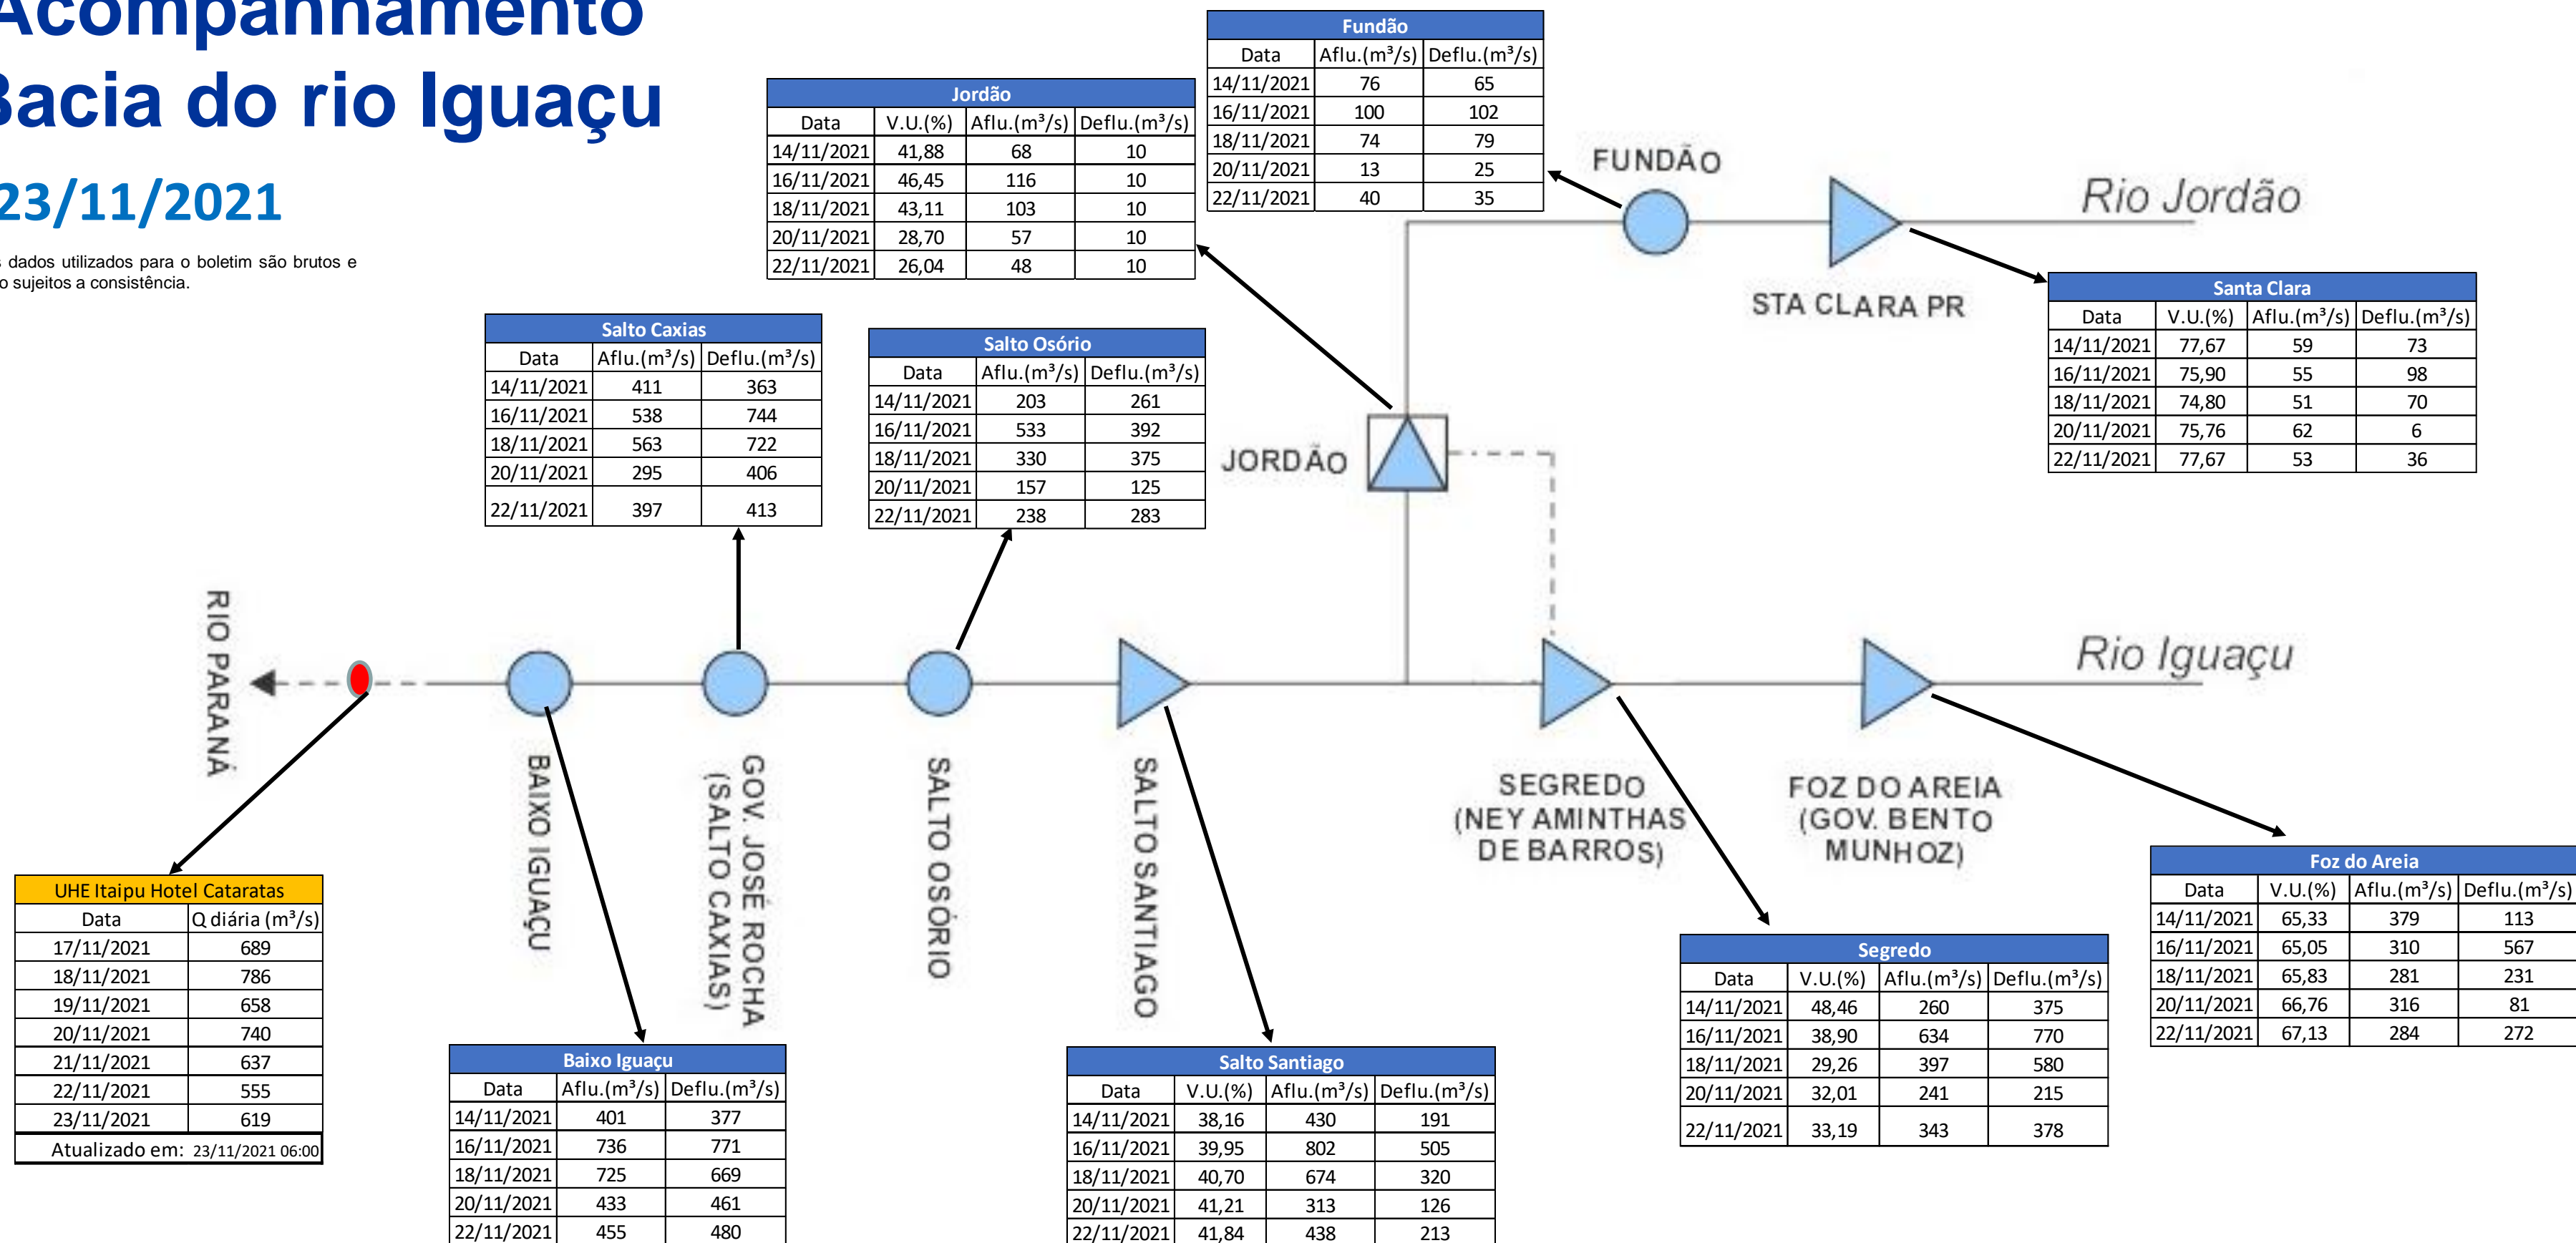 Acompanhamento
Bacia do rio Iguaçu
23/11/2021
s dados utilizados para o boletim são brutos e
o sujeitos a consistência.
Fundão
Data Aflu.(m³/s) Deflu.(m³/s)
14/11/2021 76 65
16/11/2021 100 102
18/11/2021 74 79
20/11/2021 13 25
22/11/2021 40 35
Jordão
Data V.U.(%) Aflu.(m³/s) Deflu.(m³/s)
14/11/2021 41,88 68 10
16/11/2021 46,45 116 10
18/11/2021 43,11 103 10
20/11/2021 28,70 57 10
22/11/2021 26,04 48 10
FUNDÃO
Rio Jordão
STA CLARA PR
Santa Clara
Data V.U.(%) Aflu.(m³/s) Deflu.(m³/s)
14/11/2021 77,67 59 73
16/11/2021 75,90 55 98
18/11/2021 74,80 51 70
20/11/2021 75,76 62 6
22/11/2021 77,67 53 36
Salto Caxias
Data Aflu.(m³/s) Deflu.(m³/s)
14/11/2021 411 363
16/11/2021 538 744
18/11/2021 563 722
20/11/2021 295 406
22/11/2021 397 413
Salto Osório
Data Aflu.(m³/s) Deflu.(m³/s)
14/11/2021 203 261
16/11/2021 533 392
18/11/2021 330 375
20/11/2021 157 125
22/11/2021 238 283
JORDÃO
RIO PARANÁ
Rio Iguaçu
BAIXO IGUAÇU
GOV. JOSÉ ROCHA
(SALTO CAXIAS)
SALTO OSÓRIO
SALTO SANTIAGO
SEGREDO
(NEY AMINTHAS
DE BARROS)
FOZ DO AREIA
(GOV. BENTO
MUNHOZ)
UHE Itaipu Hotel Cataratas
Data Q diária (m³/s)
17/11/2021 689
18/11/2021 786
19/11/2021 658
20/11/2021 740
21/11/2021 637
22/11/2021 555
23/11/2021 619
Atualizado em: 23/11/2021 06:00
Baixo Iguaçu
Data Aflu.(m³/s) Deflu.(m³/s)
14/11/2021 401 377
16/11/2021 736 771
18/11/2021 725 669
20/11/2021 433 461
22/11/2021 455 480
Salto Santiago
Data V.U.(%) Aflu.(m³/s) Deflu.(m³/s)
14/11/2021 38,16 430 191
16/11/2021 39,95 802 505
18/11/2021 40,70 674 320
20/11/2021 41,21 313 126
22/11/2021 41,84 438 213
Segredo
Data V.U.(%) Aflu.(m³/s) Deflu.(m³/s)
14/11/2021 48,46 260 375
16/11/2021 38,90 634 770
18/11/2021 29,26 397 580
20/11/2021 32,01 241 215
22/11/2021 33,19 343 378
Foz do Areia
Data V.U.(%) Aflu.(m³/s) Deflu.(m³/s)
14/11/2021 65,33 379 113
16/11/2021 65,05 310 567
18/11/2021 65,83 281 231
20/11/2021 66,76 316 81
22/11/2021 67,13 284 272